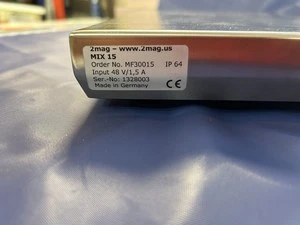 2mag – www.2mag.us
MIX 15
Order No. MF30015 IP 64
Input 48 V/1,5 A
Ser.-No: 1328003
Made in Germany CE